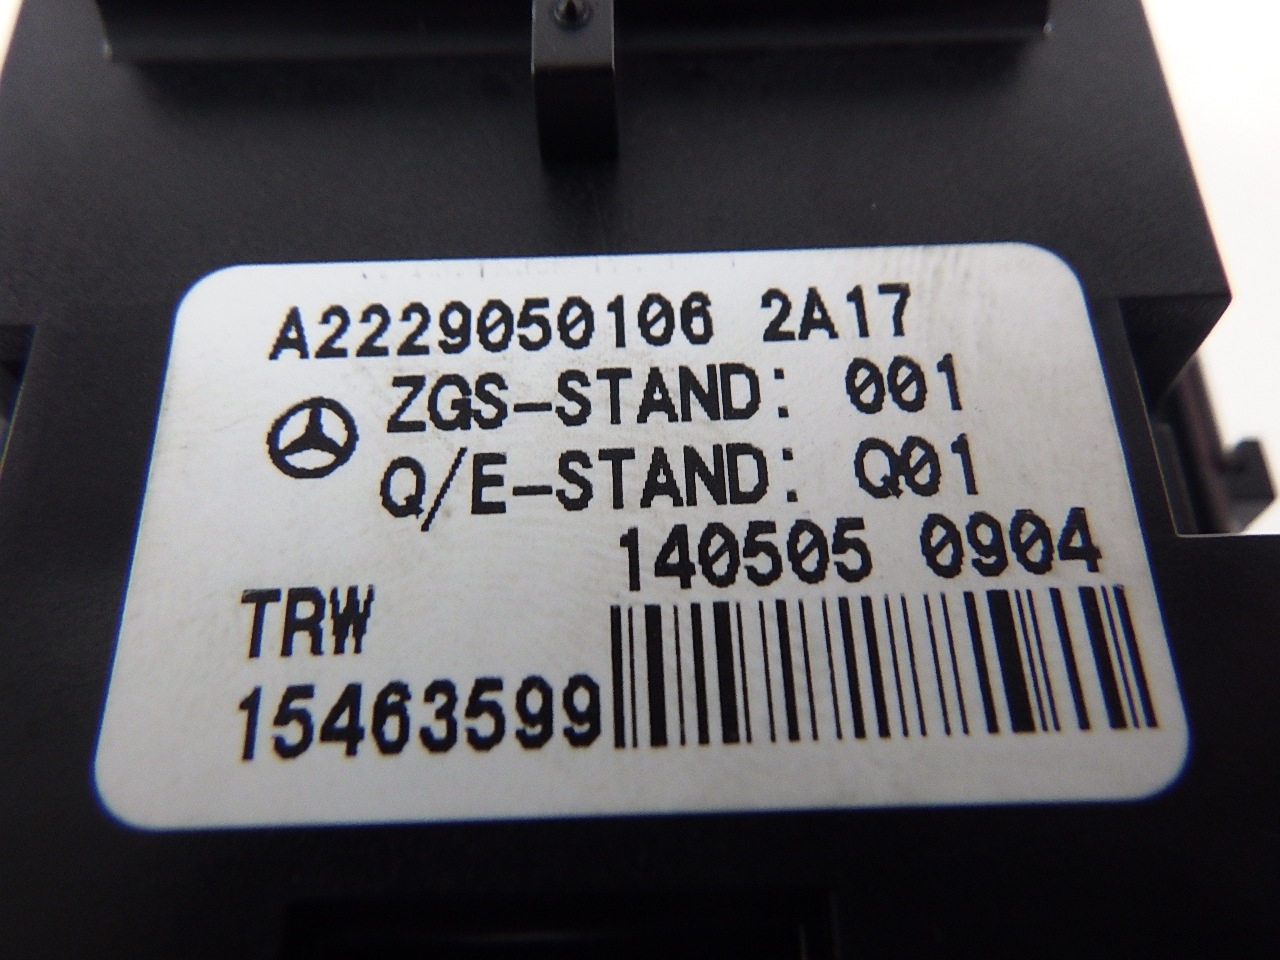 A2229050106 2A17
ZGS-STAND: 001
Q/E-STAND: Q01
140505 0904
TRW
15463599